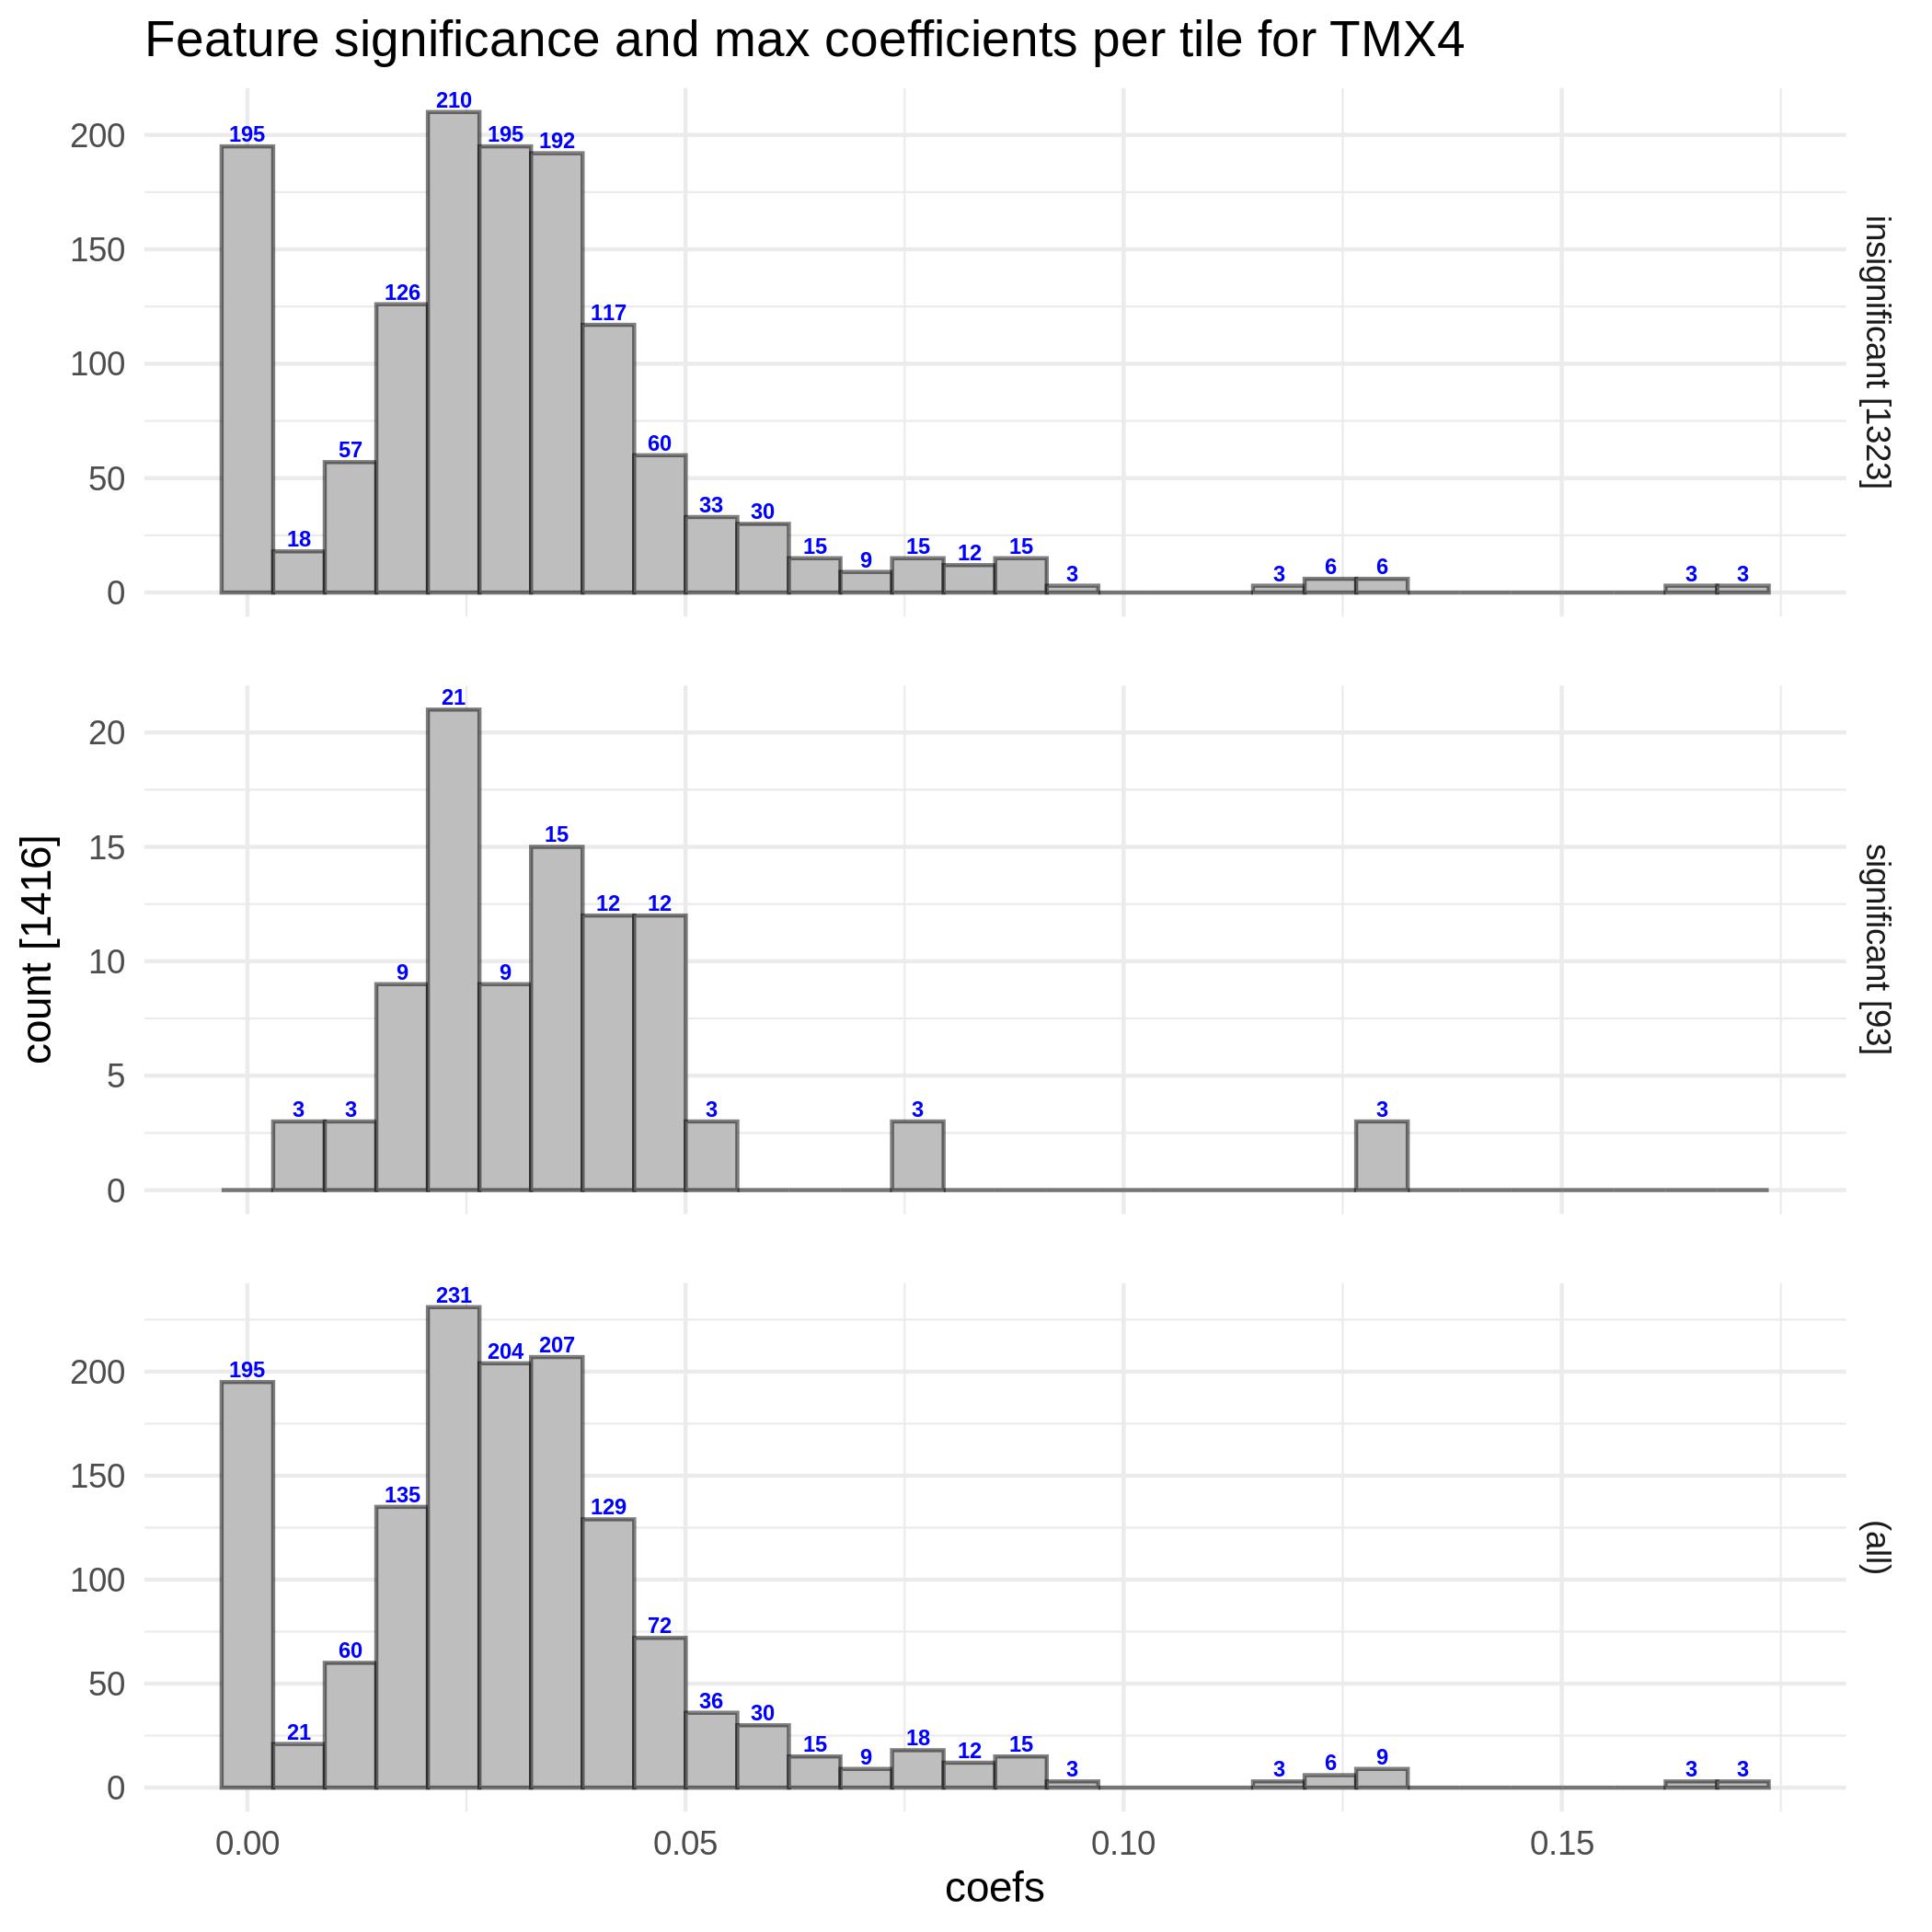 Feature significance and max coefficients per tile for TMX4
210
195 195 192
200
150
126
117
100
57 60
50
33 30
18 15 9 15 12 15
3 3 6 6 3 3
0
insignificant [1323]
21
20
15
15
12 12
10
9 9
5
3 3 3 3 3
0
significant [93]
count [1416]
231
204 207
195
200
150
135 129
100
72
60
50
36 30
21 15 9 18 12 15
3 3 6 9 3 3
0
(all)
0.00 0.05 0.10 0.15
coefs